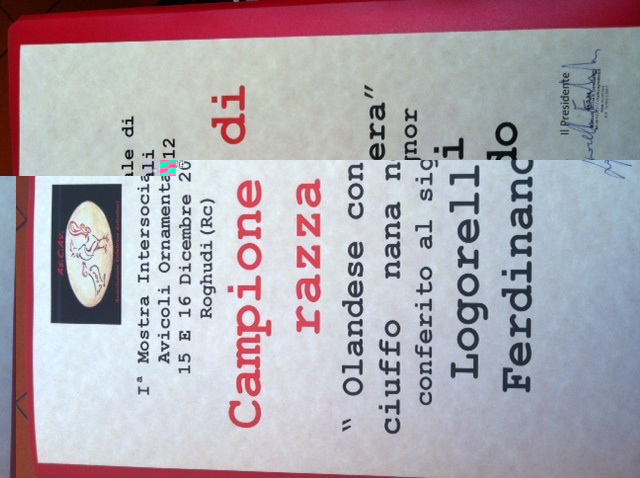 Iª Mostra Intersociale di
Avicoli Ornamentali
15 E 16 Dicembre 2012
Roghudi (Rc)
Campione di
razza
“ Olandese con
ciuffo nana nera”
conferito al signor
Logorelli
Ferdinando
Il Presidente